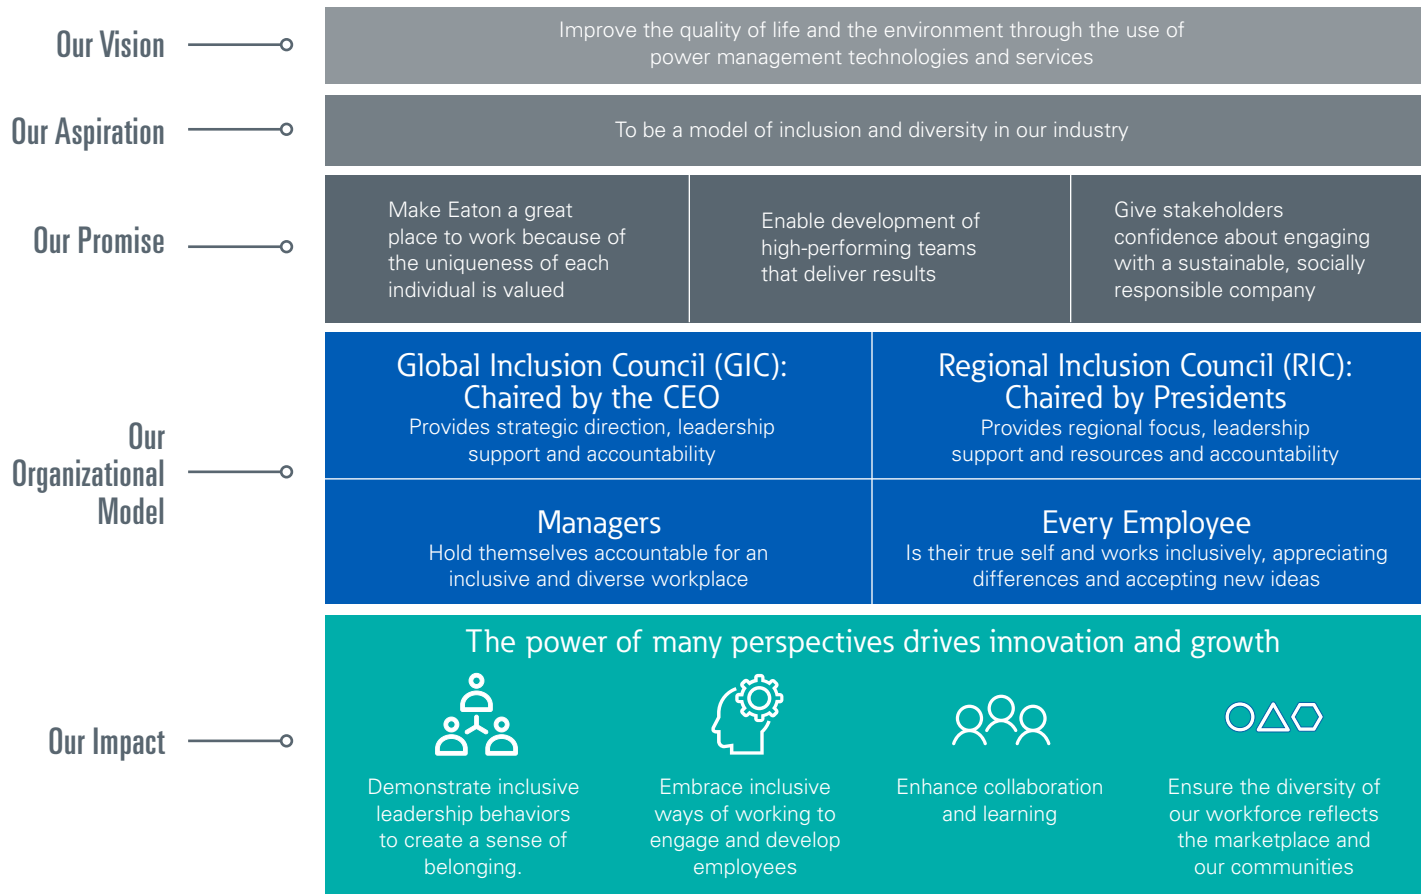 Our Vision
Improve the quality of life and the environment through the use of
power management technologies and services
Our Aspiration
To be a model of inclusion and diversity in our industry
Our Promise
Make Eaton a great
place to work because of
the uniqueness of each
individual is valued
Enable development of
high-performing teams
that deliver results
Give stakeholders
confidence about engaging
with a sustainable, socially
responsible company
Our
Organizational
Model
Global Inclusion Council (GIC):
Chaired by the CEO
Provides strategic direction, leadership
support and accountability
Regional Inclusion Council (RIC):
Chaired by Presidents
Provides regional focus, leadership
support and resources and accountability
Managers
Hold themselves accountable for an
inclusive and diverse workplace
Every Employee
Is their true self and works inclusively, appreciating
differences and accepting new ideas
Our Impact
The power of many perspectives drives innovation and growth
Demonstrate inclusive
leadership behaviors
to create a sense of
belonging.
Embrace inclusive
ways of working to
engage and develop
employees
Enhance collaboration
and learning
Ensure the diversity of
our workforce reflects
the marketplace and
our communities